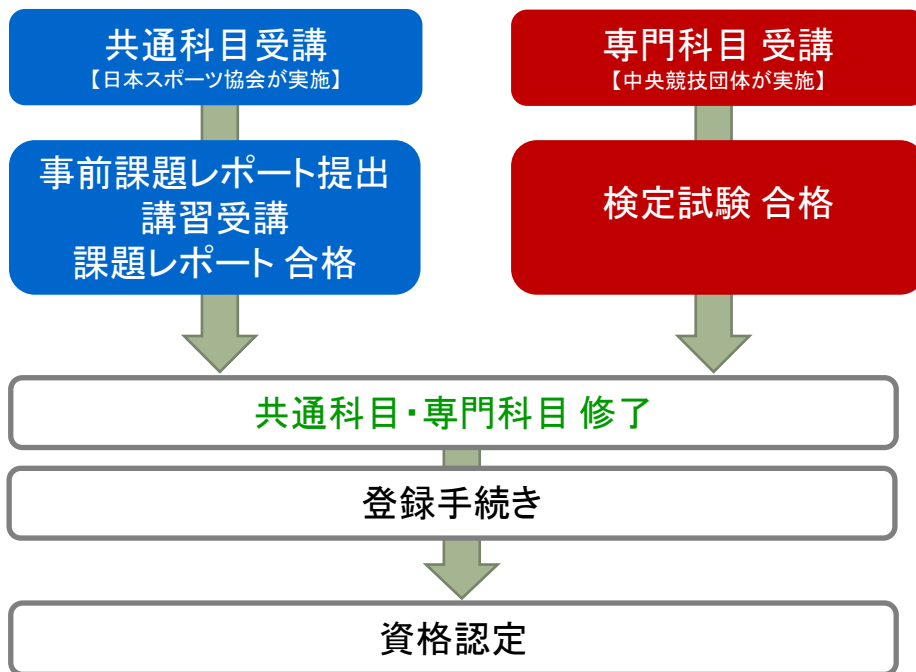 共通科目受講
【日本スポーツ協会が実施】
専門科目 受講
【中央競技団体が実施】
事前課題レポート提出
講習受講
課題レポート 合格
検定試験 合格
共通科目・専門科目 修了
登録手続き
資格認定